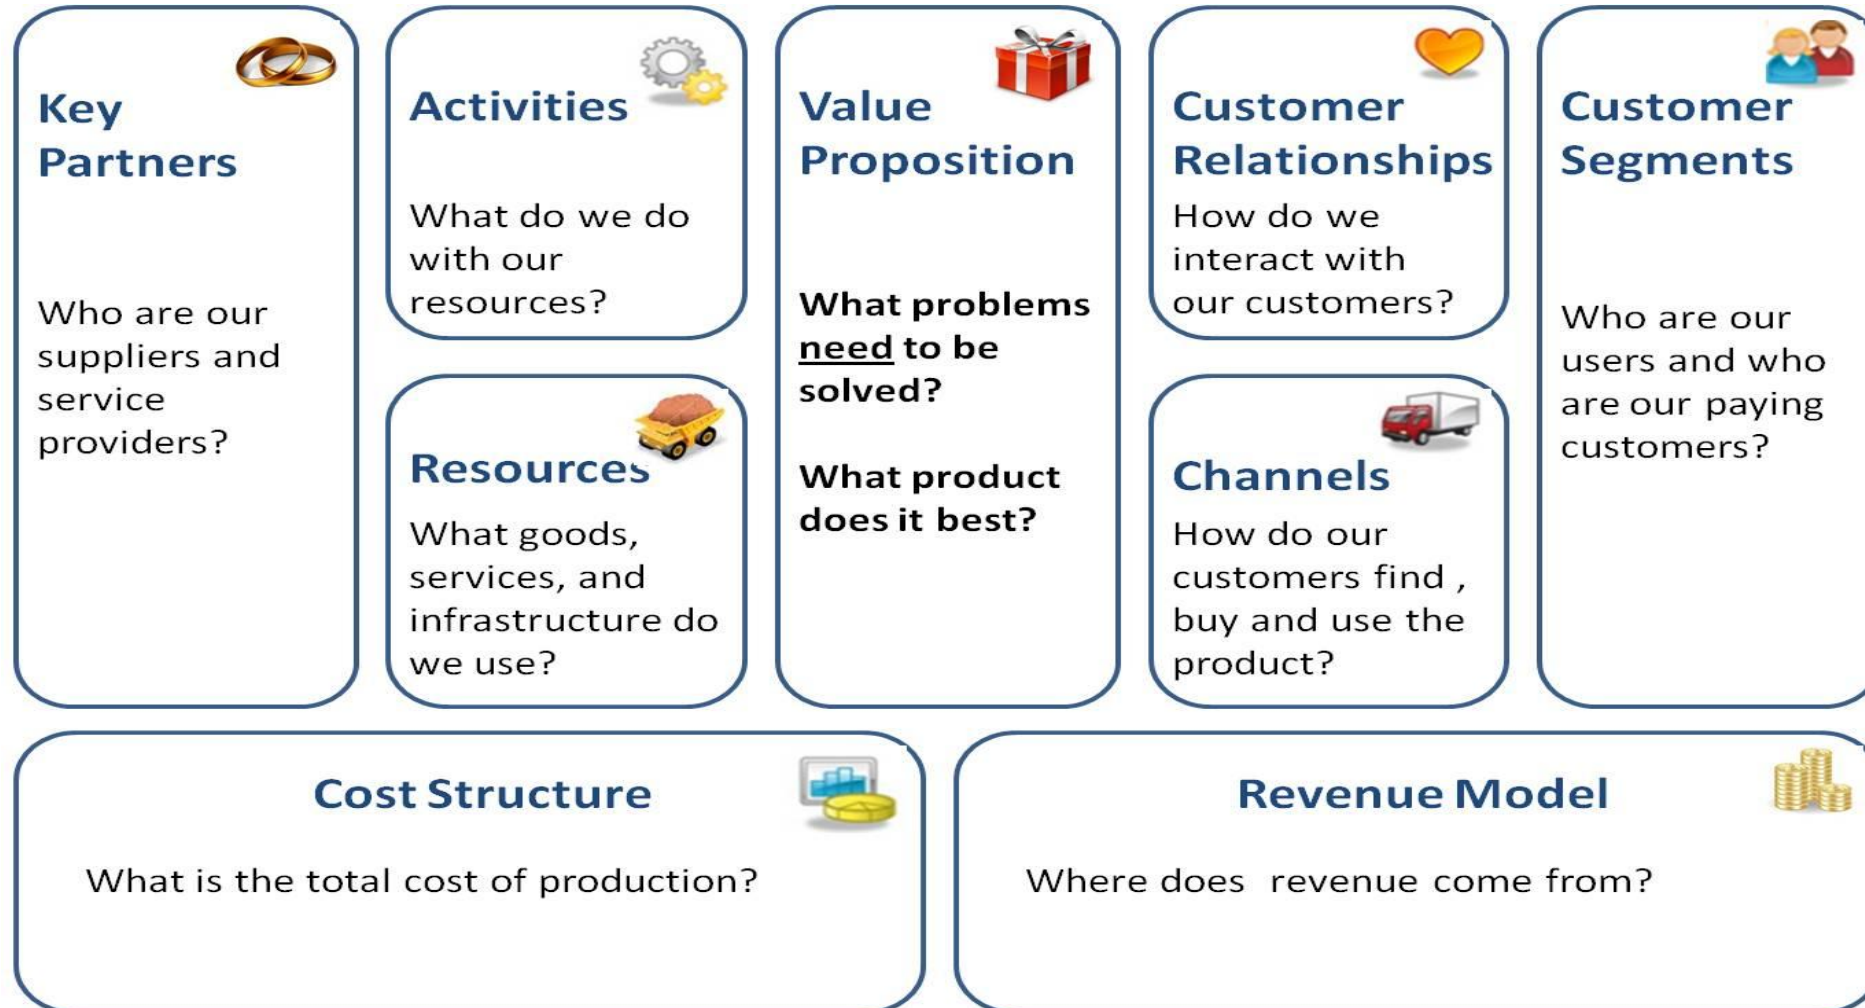 Key
Partners
Who are our
suppliers and
service
providers?
Activities
What do we do
with our
resources?
Resources
What goods,
services, and
infrastructure do
we use?
Value
Proposition
What problems
need to be
solved?
What product
does it best?
Customer
Relationships
How do we
interact with
our customers?
Channels
How do our
customers find ,
buy and use the
product?
Customer
Segments
Who are our
users and who
are our paying
customers?
Cost Structure
What is the total cost of production?
Revenue Model
Where does  revenue come from?